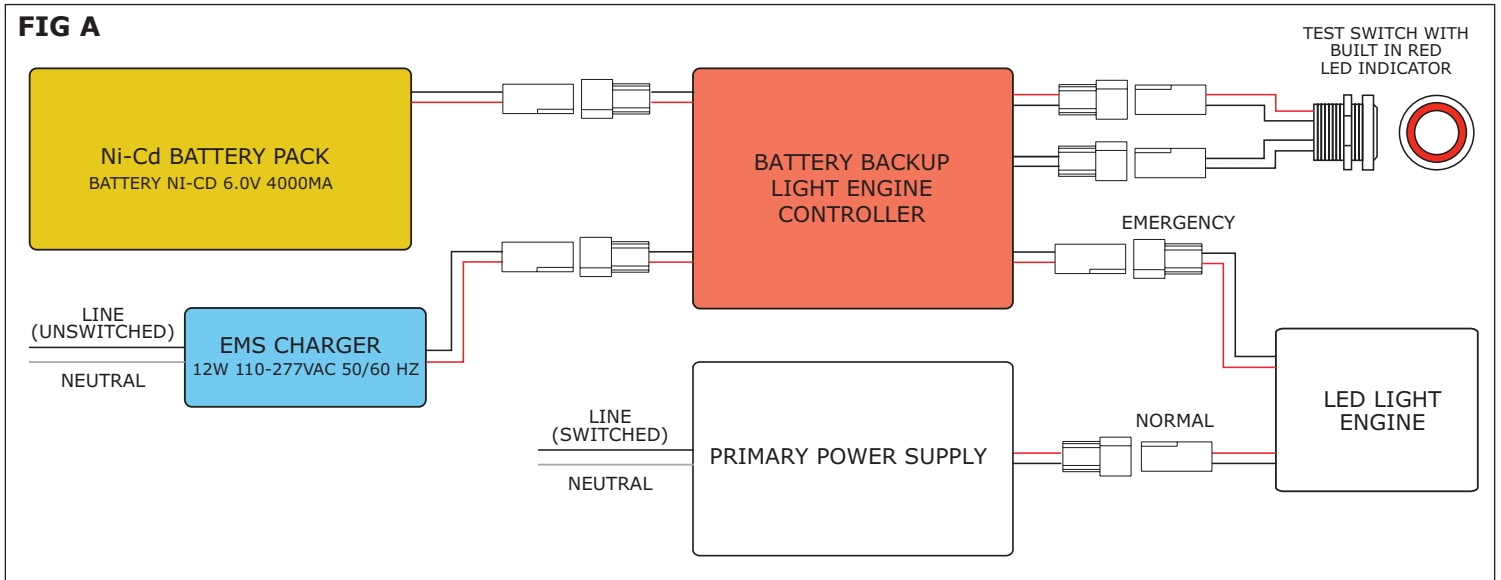 FIG A
TEST SWITCH WITH
BUILT IN RED
LED INDICATOR
Ni-Cd BATTERY PACK
BATTERY NI-CD 6.0V 4000MA
BATTERY BACKUP
LIGHT ENGINE
CONTROLLER
EMERGENCY
LINE
(UNSWITCHED)
NEUTRAL
EMS CHARGER
12W 110-277VAC 50/60 HZ
LINE
(SWITCHED)
NEUTRAL
PRIMARY POWER SUPPLY
NORMAL
LED LIGHT
ENGINE